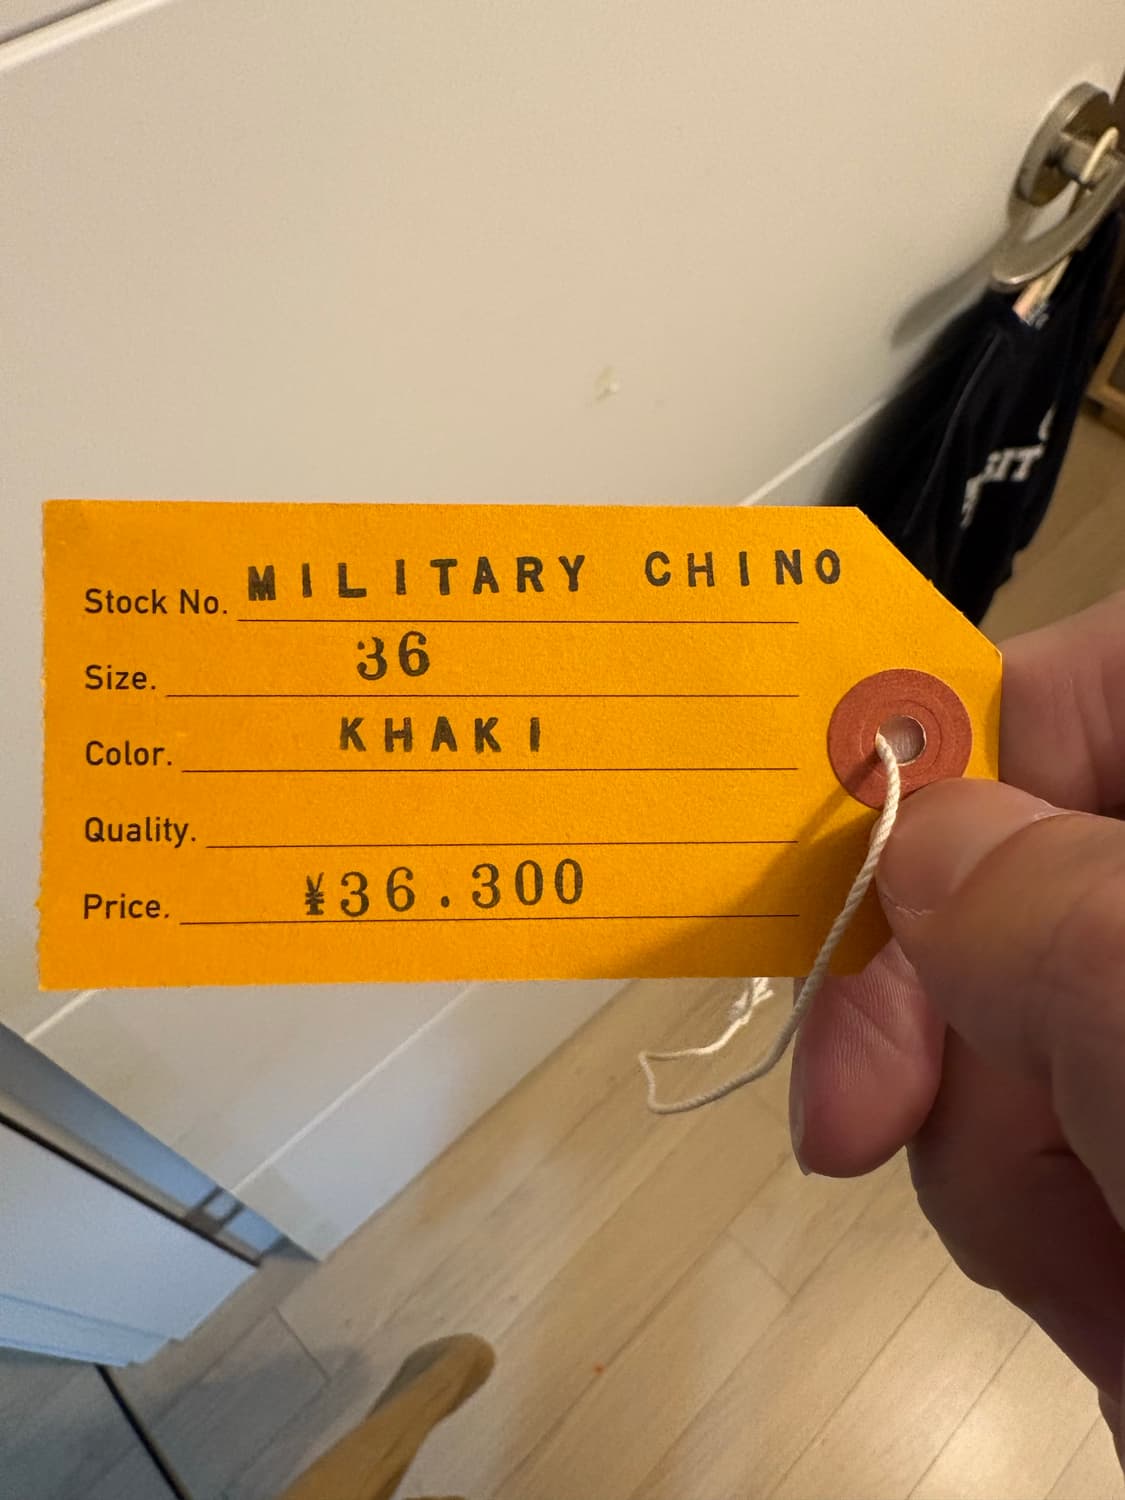 Stock No. MILITARY CHINO
Size. 36
Color. KHAKI
Quality.
Price. ¥36.300